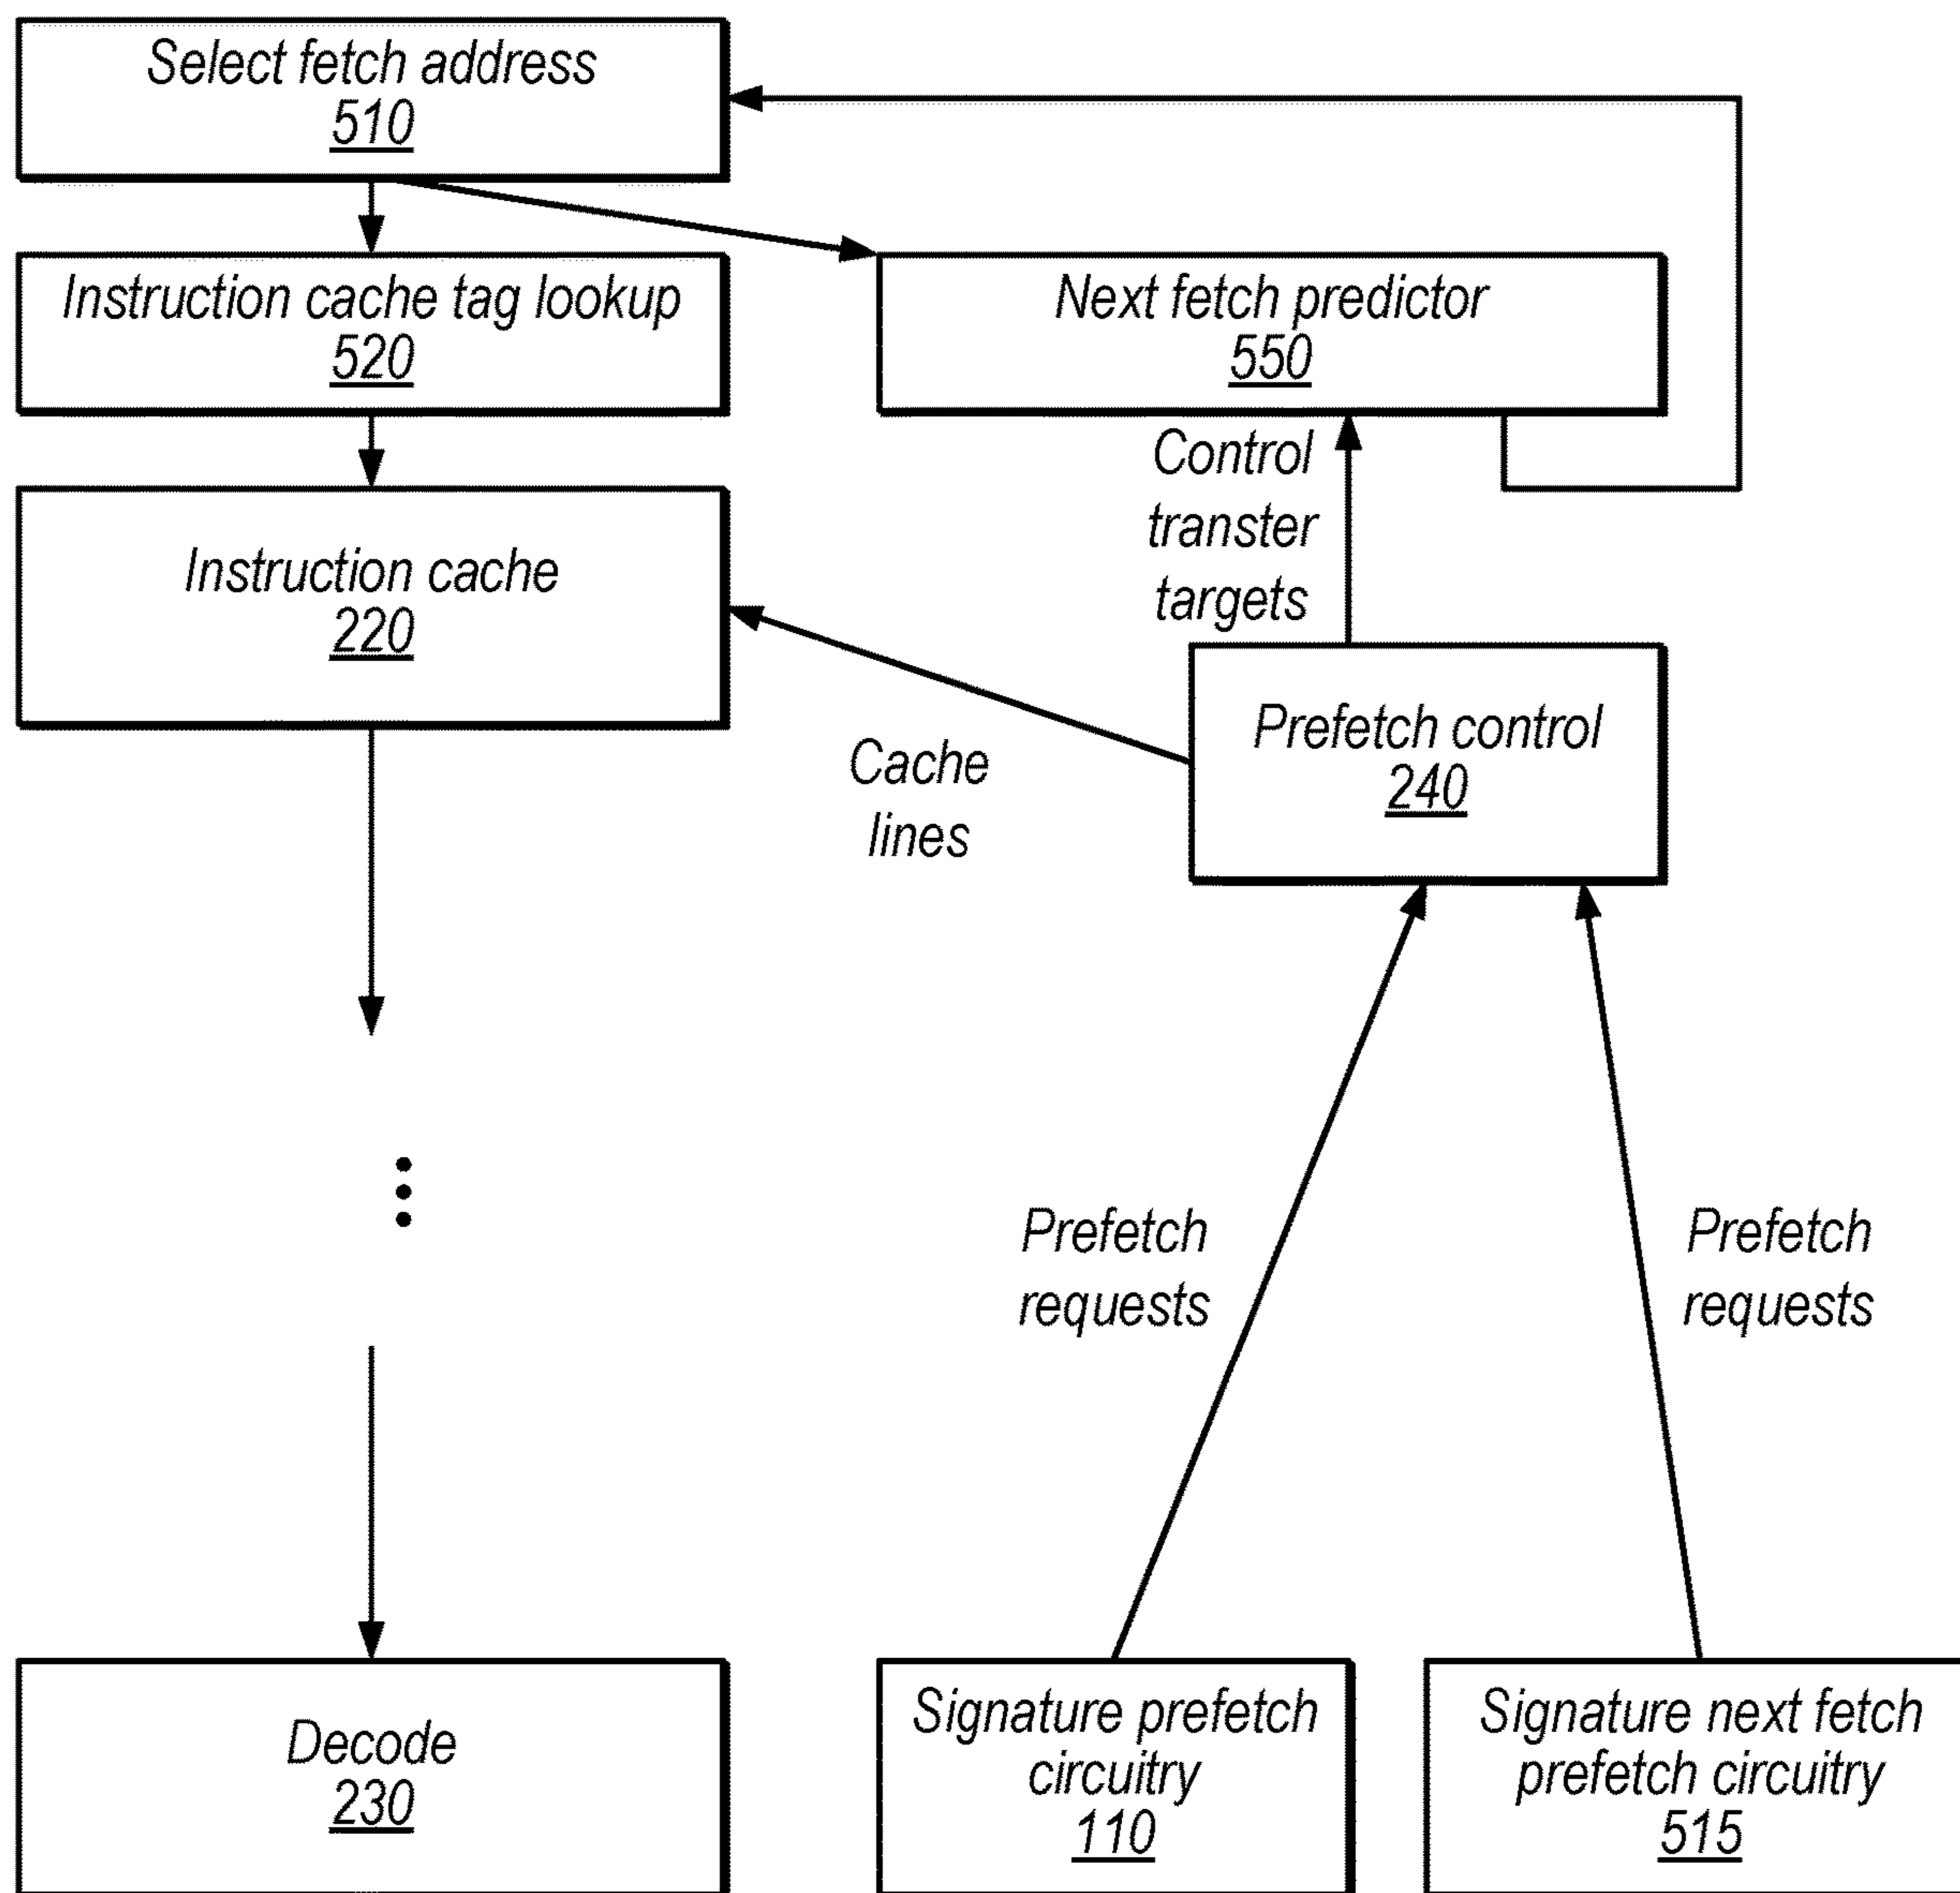 Select fetch address
510
Instruction cache tag lookup
520
Next fetch predictor
550
Control
transter
targets
Instruction cache
220
Prefetch control
240
Cache
lines
Prefetch
requests
Prefetch
requests
Decode
230
Signature prefetch
circuitry
110
Signature next fetch
prefetch circuitry
515